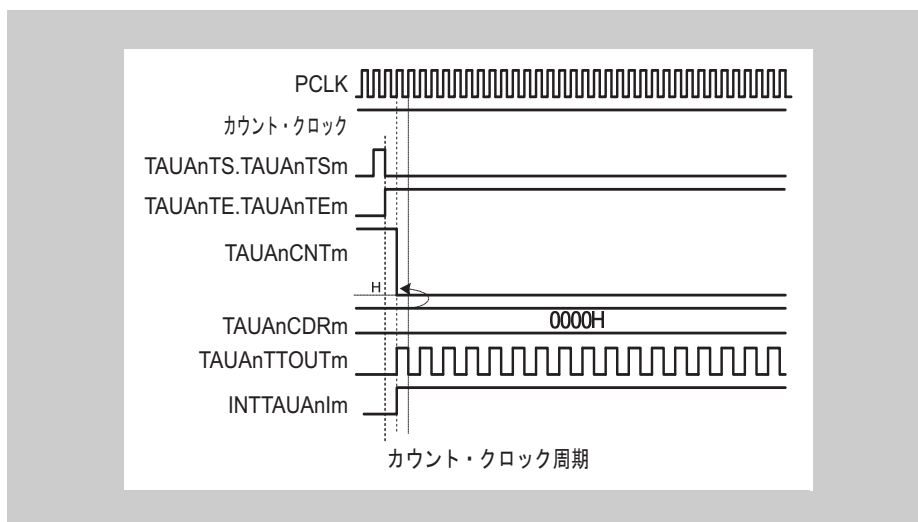 PCLK
カウント・クロック
TAUAnTS.TAUAnTSm
TAUAnTE.TAUAnTEm
TAUAnCNTm
H
TAUAnCDRm
0000H
TAUAnTTOUTm
INTTAUAnIm
カウント・クロック周期